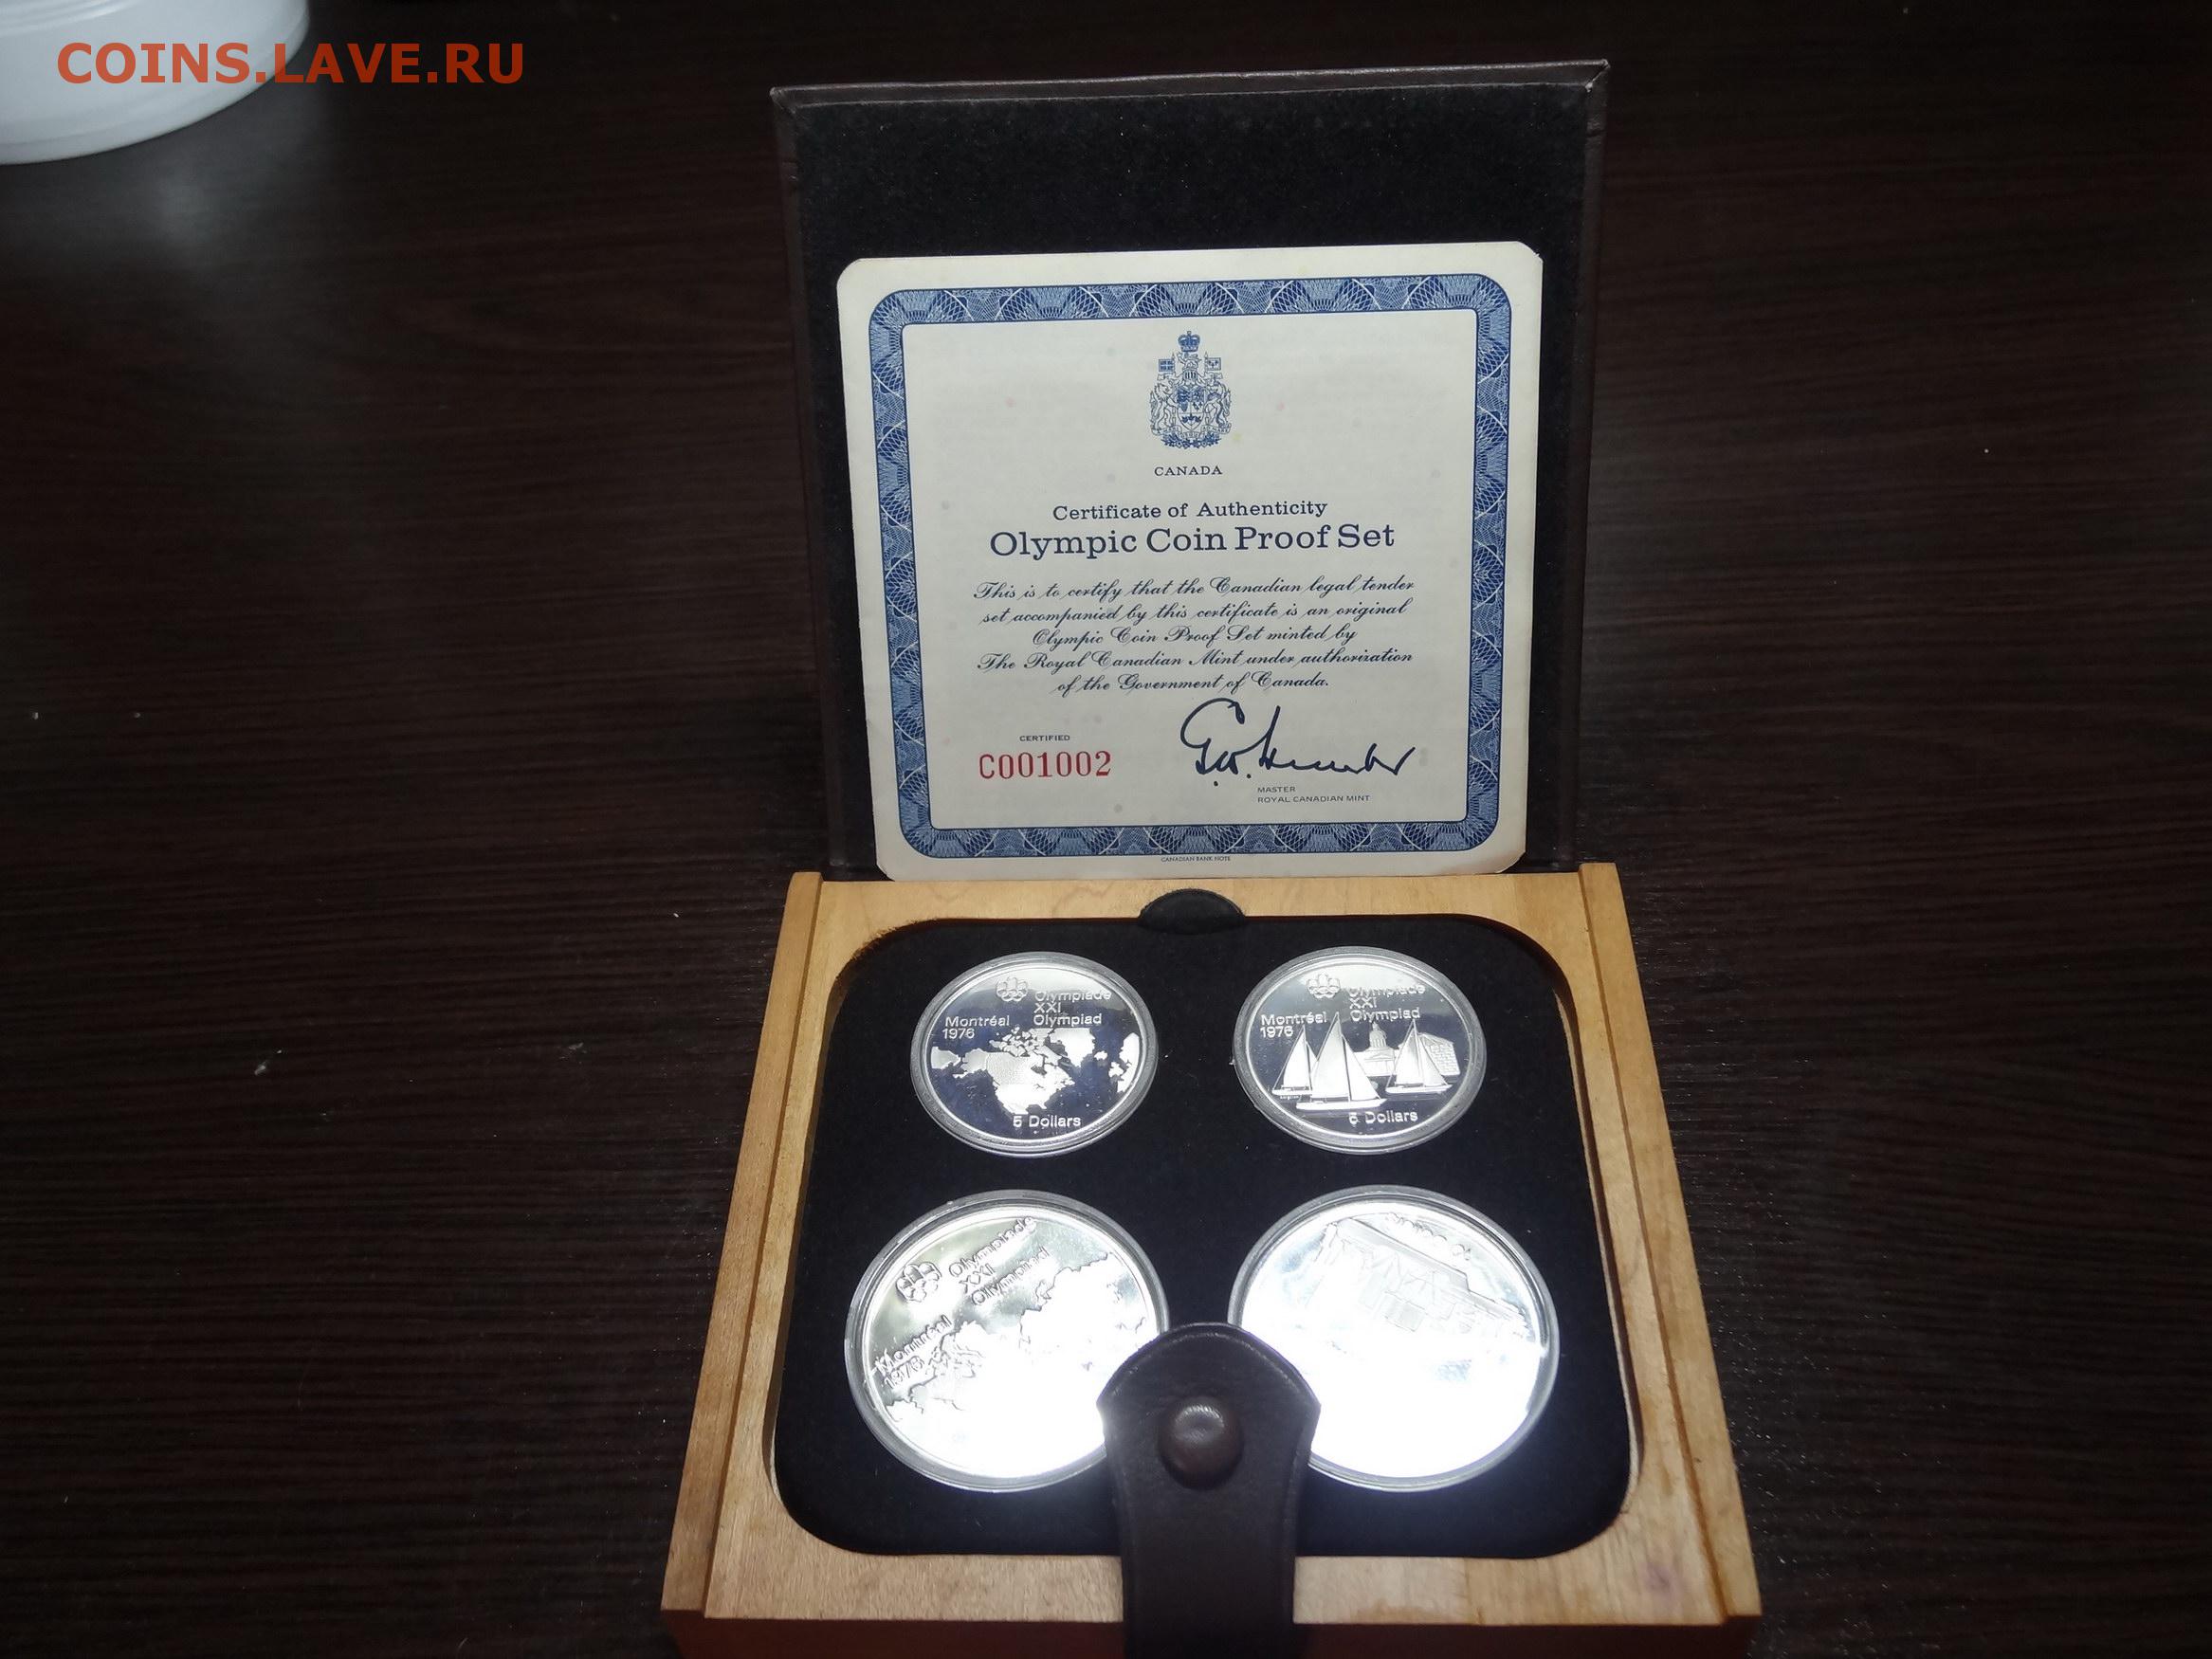 COINS.LAVE.RU
CANADA
Certificate of Authenticity
Olympic Coin Proof Set
This is to certify that the Canadian legal tender
set accompanied by this certificate is an original
Olympic Coin Proof Set minted by
The Royal Canadian Mint under authorization
of the Government of Canada.
CERTIFIED
C001002
MASTER
ROYAL CANADIAN MINT
CANADIAN BANK NOTE
Olympiade
XXI
Olympiad
Montréal
1976
5 Dollars
Olympiade
XXI
Olympiad
Montréal
1976
5 Dollars
Olympiade
XXI
Olympiad
Montréal
1976